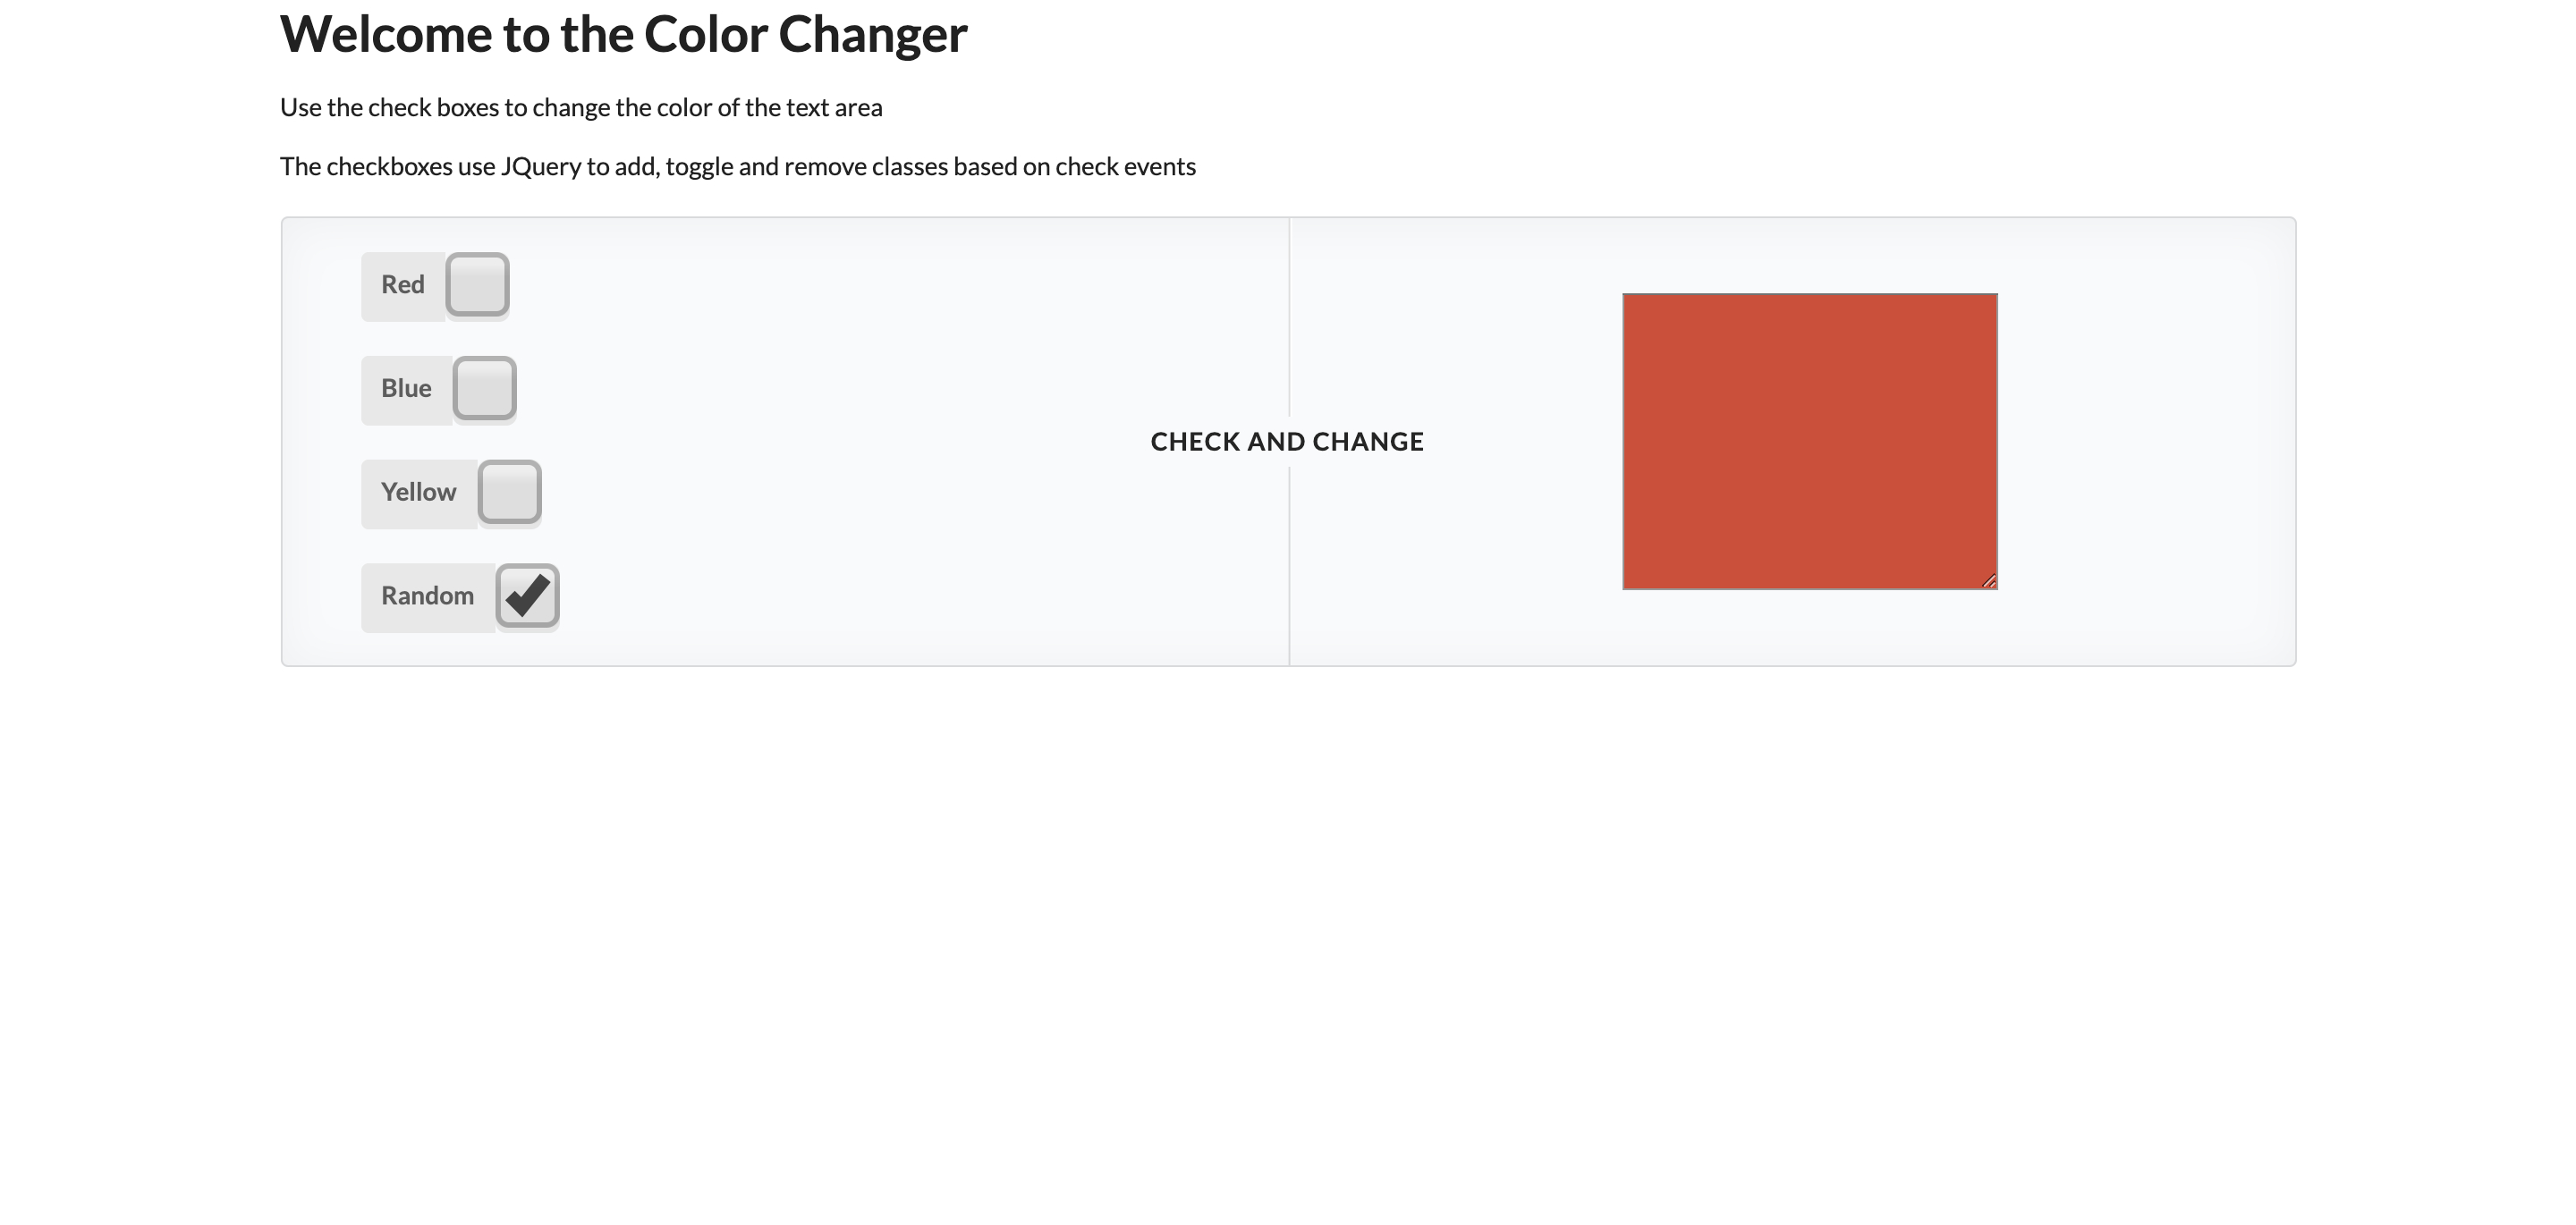 Welcome to the Color Changer
Use the check boxes to change the color of the text area
The checkboxes use JQuery to add, toggle and remove classes based on check events
Red
Blue
Yellow
Random
CHECK AND CHANGE